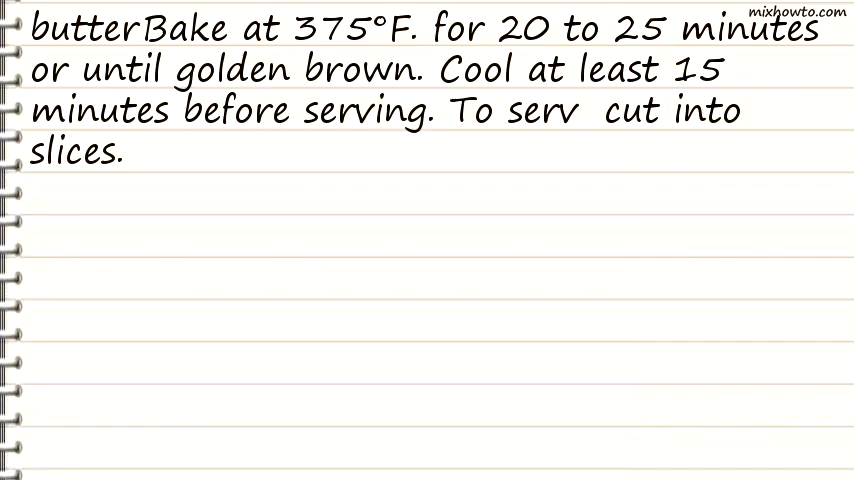 mixhowto.com
butterBake at 375°F. for 20 to 25 minutes
or until golden brown. Cool at least 15
minutes before serving. To serv  cut into
slices.